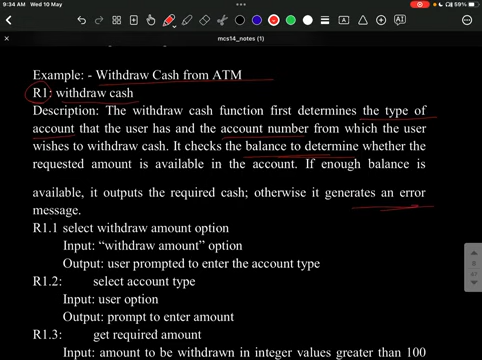 9:34 AM Wed 10 May
59%
mcs14_notes (1)
Example: - Withdraw Cash from ATM
R1: withdraw cash
Description: The withdraw cash function first determines the type of
account that the user has and the account number from which the user
wishes to withdraw cash. It checks the balance to determine whether the
requested amount is available in the account. If enough balance is
available, it outputs the required cash; otherwise it generates an error
message.
R1.1 select withdraw amount option
Input: “withdraw amount” option
Output: user prompted to enter the account type
R1.2: select account type
Input: user option
Output: prompt to enter amount
R1.3: get required amount
Input: amount to be withdrawn in integer values greater than 100